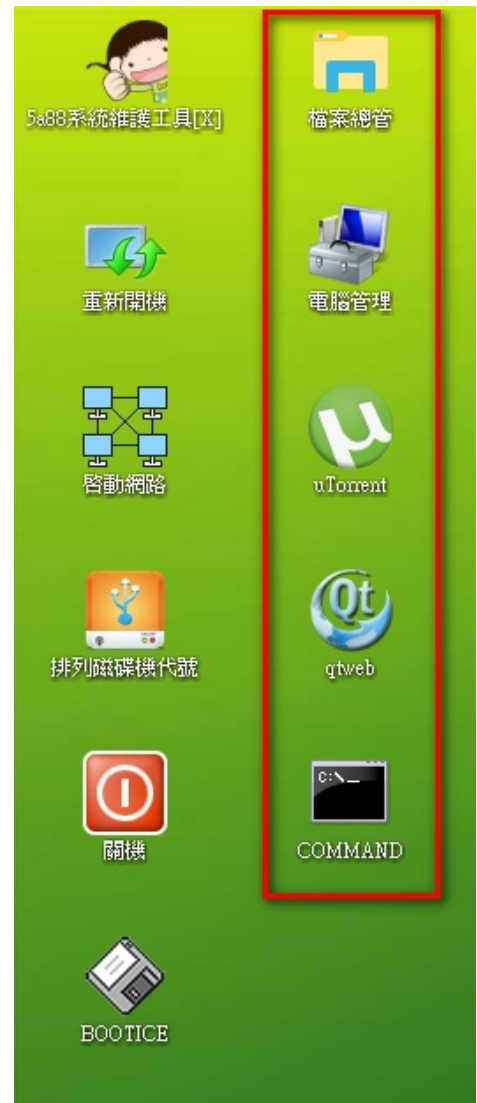 5a88系統維護工具[X]
檔案總管
重新開機
電腦管理
啓動網路
uTorrent
排列磁碟機代號
qtweb
關機
COMMAND
BOOTICE
µ
Qt
C:\_